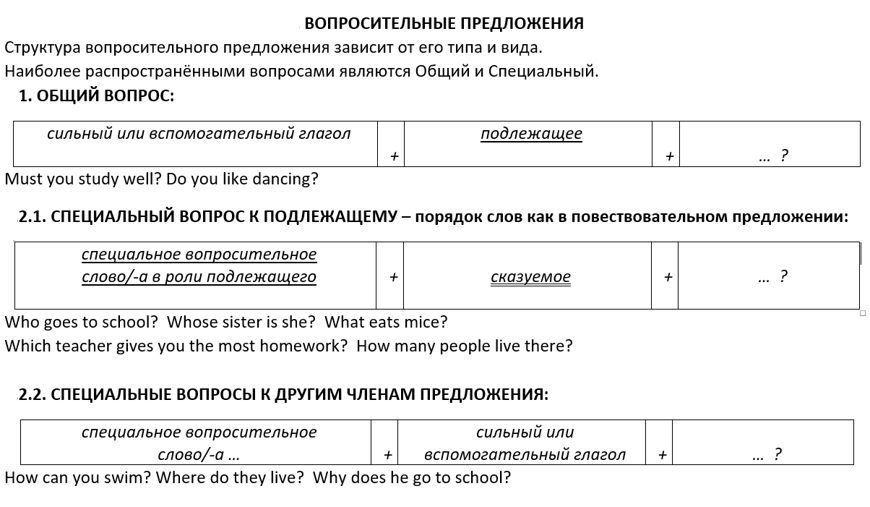 ВОПРОСИТЕЛЬНЫЕ ПРЕДЛОЖЕНИЯ
Структура вопросительного предложения зависит от его типа и вида.
Наиболее распространёнными вопросами являются Общий и Специальный.
1. ОБЩИЙ ВОПРОС:
сильный или вспомогательный глагол + подлежащее + ... ?
Must you study well? Do you like dancing?
2.1. СПЕЦИАЛЬНЫЙ ВОПРОС К ПОДЛЕЖАЩЕМУ – порядок слов как в повествовательном предложении:
специальное вопросительное
слово/-а в роли подлежащего + сказуемое + ... ?
Who goes to school?  Whose sister is she?  What eats mice?
Which teacher gives you the most homework?  How many people live there?
2.2. СПЕЦИАЛЬНЫЕ ВОПРОСЫ К ДРУГИМ ЧЛЕНАМ ПРЕДЛОЖЕНИЯ:
специальное вопросительное сильный или
слово/-а ... + вспомогательный глагол + ... ?
How can you swim? Where do they live?  Why does he go to school?